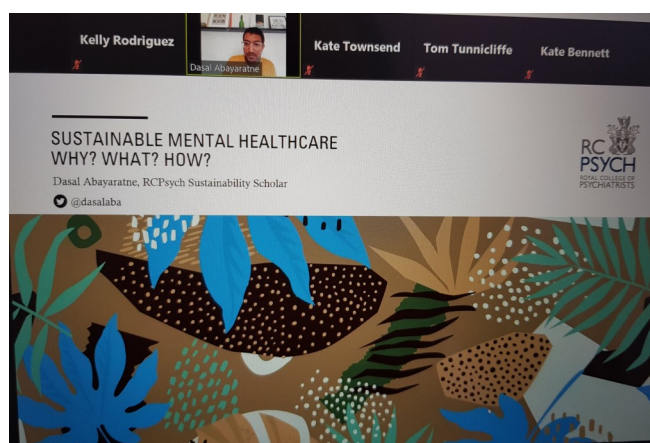 Kelly Rodriguez
Dasal Abayaratne
Kate Townsend
Tom Tunnicliffe
Kate Bennett
SUSTAINABLE MENTAL HEALTHCARE
WHY? WHAT? HOW?
Dasal Abayaratne, RCPsych Sustainability Scholar
@dasalaba
RC
PSYCH
ROYAL COLLEGE OF
PSYCHIATRISTS